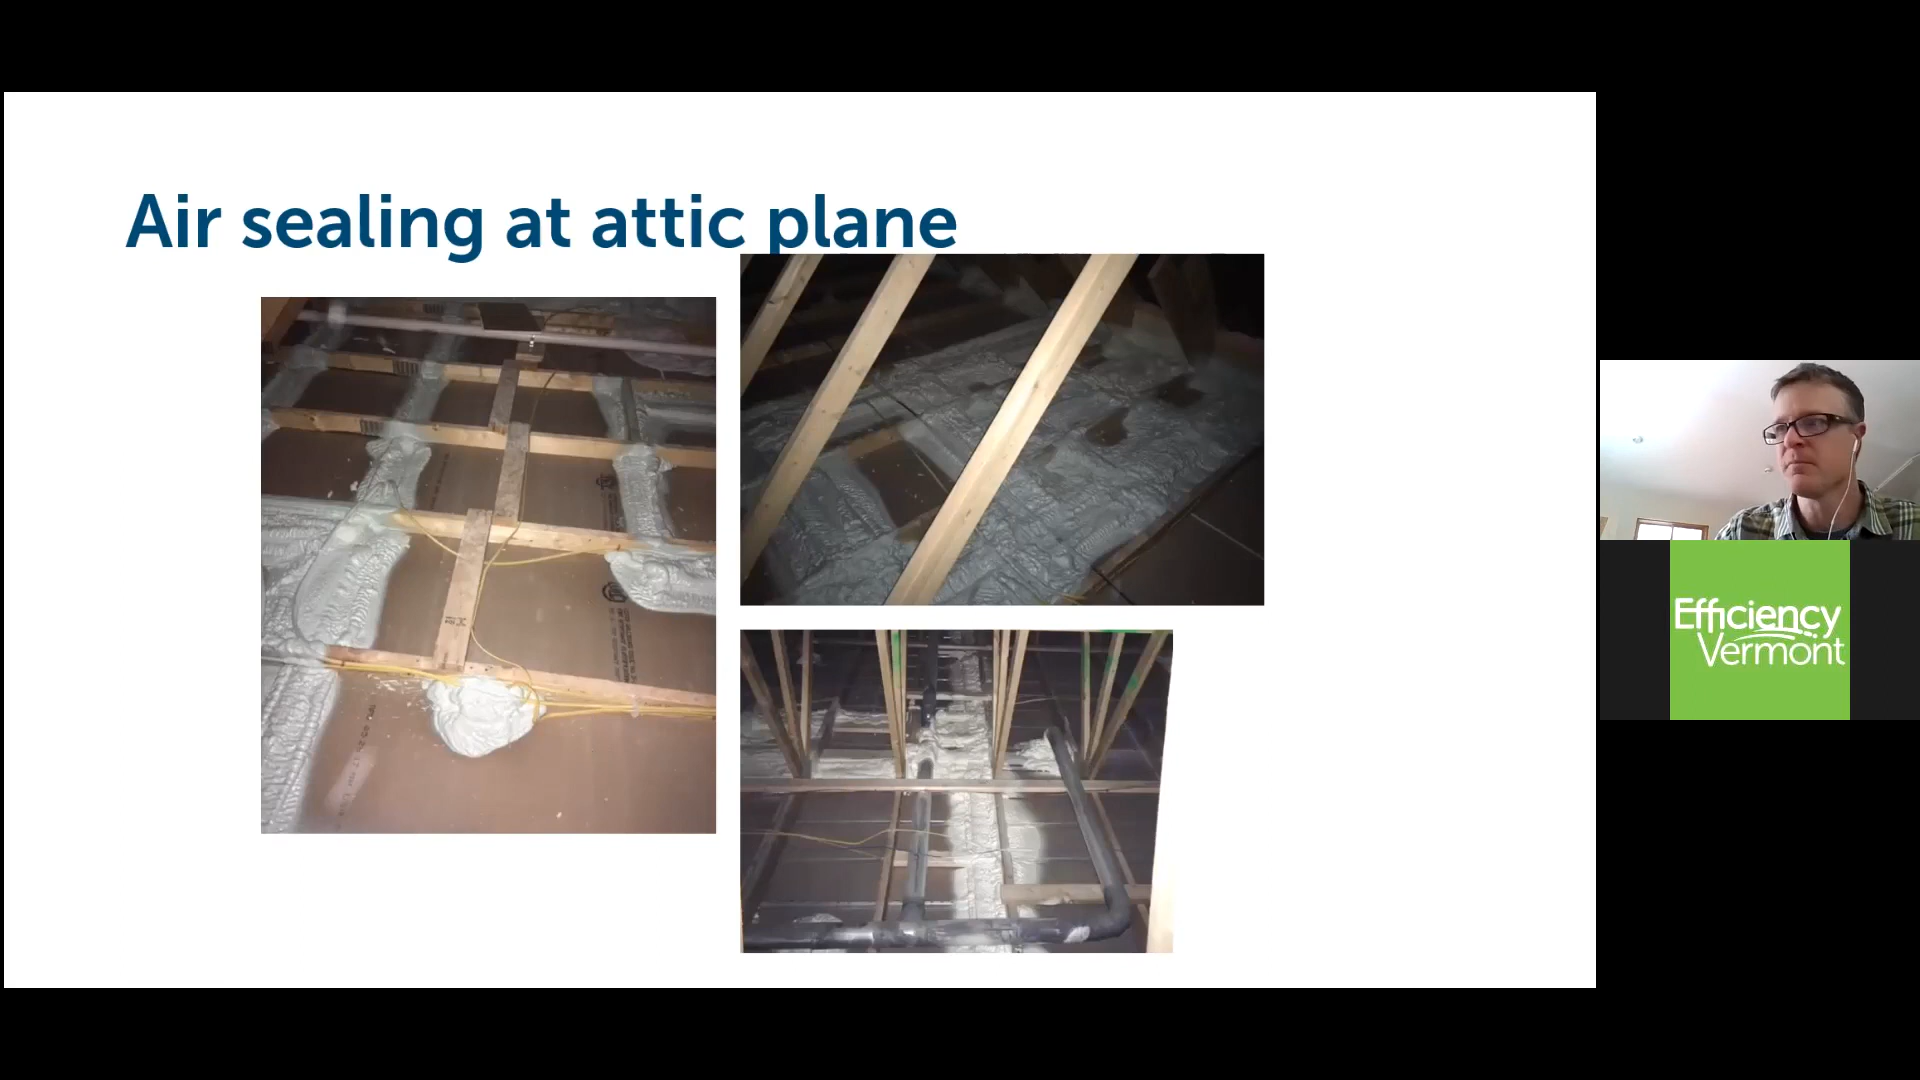 Air sealing at attic plane
Efficiency
Vermont